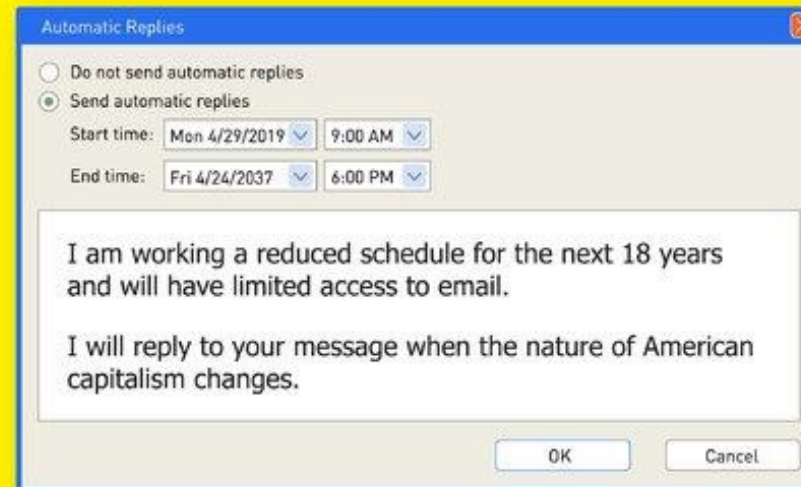 Automatic Replies
Do not send automatic replies
Send automatic replies
Start time: Mon 4/29/2019 9:00 AM
End time: Fri 4/24/2037 6:00 PM
I am working a reduced schedule for the next 18 years
and will have limited access to email.
I will reply to your message when the nature of American
capitalism changes.
OK Cancel